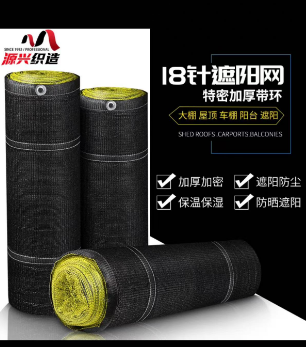 源兴织造
SINCE 1983 / PROFESSIONAL
18针遮阳网
特密加厚带环
大棚 屋顶 车棚 阳台 遮阳
SHED ROOFS .CARPORTS.BALCONIES
加厚加密
遮阳防尘
保温保湿
防晒遮阳